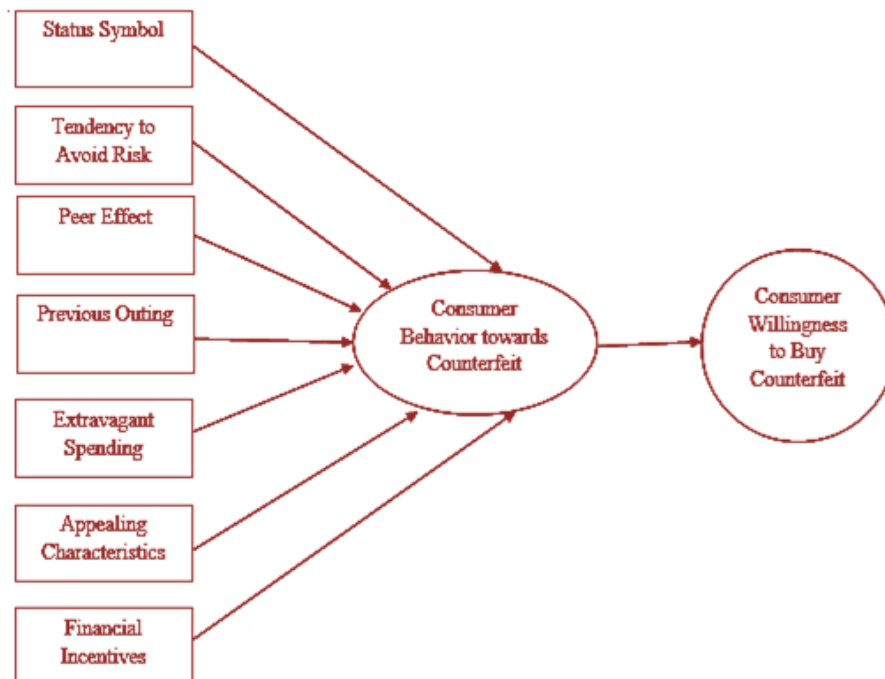 Status Symbol
Tendency to
Avoid Risk
Peer Effect
Previous Outing
Extravagant
Spending
Appealing
Characteristics
Financial
Incentives
Consumer
Behavior towards
Counterfeit
Consumer
Willingness
to Buy
Counterfeit